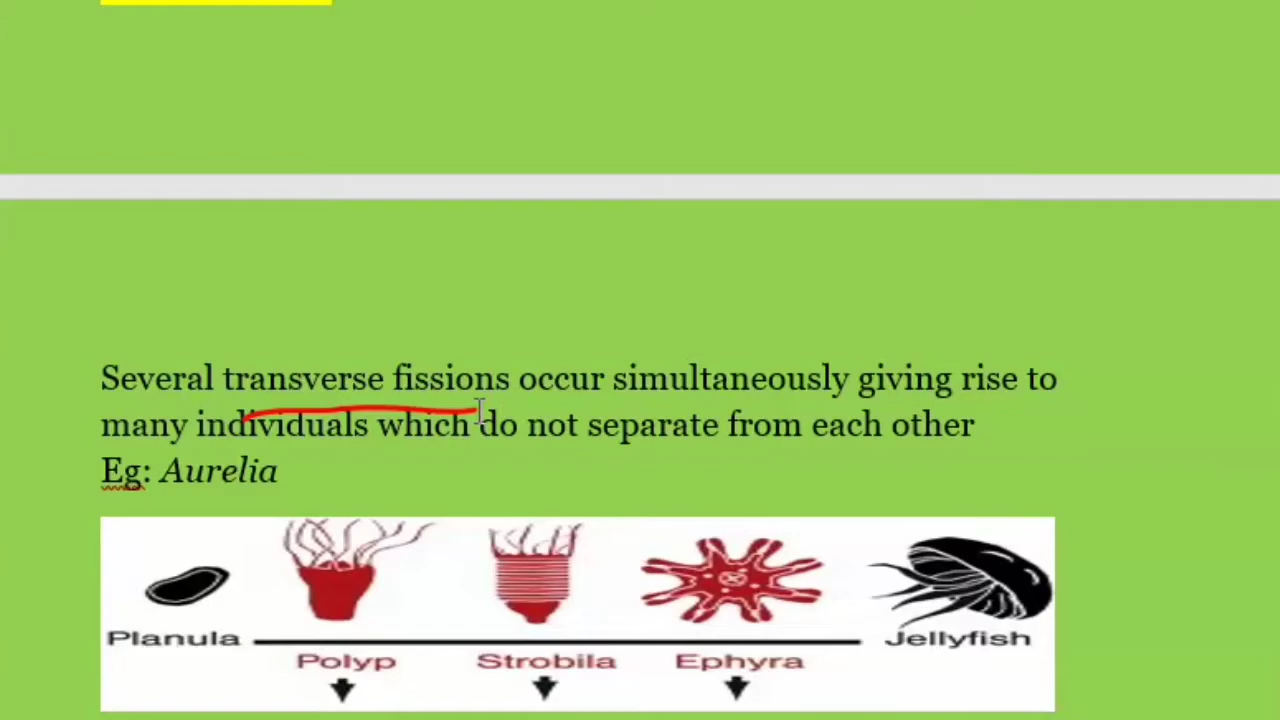 Several transverse fissions occur simultaneously giving rise to
many individuals which do not separate from each other
Eg: Aurelia
Planula
Jellyfish
Polyp
Strobila
Ephyra